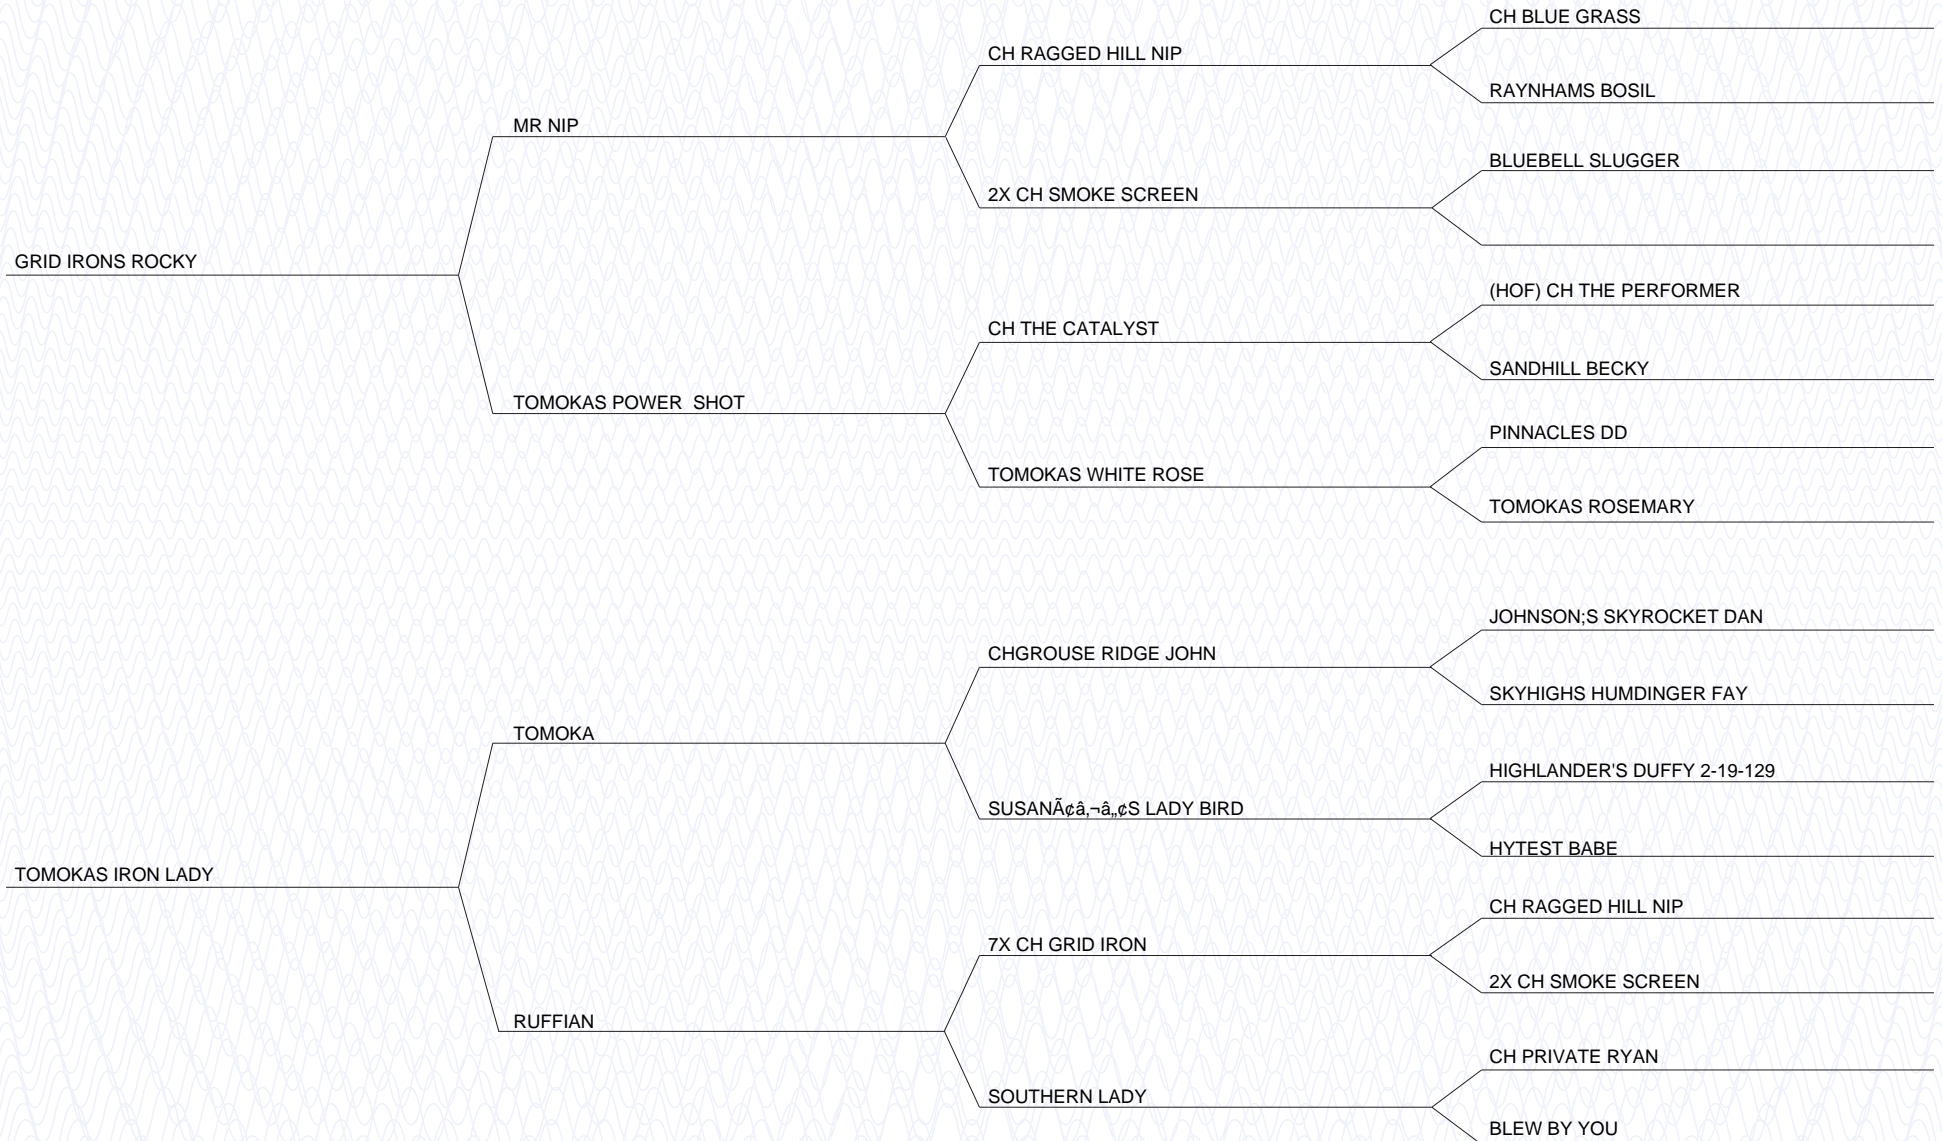 CH BLUE GRASS
CH RAGGED HILL NIP
RAYNHAMS BOSIL
MR NIP
BLUEBELL SLUGGER
2X CH SMOKE SCREEN
GRID IRONS ROCKY
(HOF) CH THE PERFORMER
CH THE CATALYST
SANDHILL BECKY
TOMOKAS POWER  SHOT
PINNACLES DD
TOMOKAS WHITE ROSE
TOMOKAS ROSEMARY
JOHNSON;S SKYROCKET DAN
CHGROUSE RIDGE JOHN
SKYHIGHS HUMDINGER FAY
TOMOKA
HIGHLANDER'S DUFFY 2-19-129
SUSANÃ¢â‚¬â„¢S LADY BIRD
HYTEST BABE
TOMOKAS IRON LADY
CH RAGGED HILL NIP
7X CH GRID IRON
2X CH SMOKE SCREEN
RUFFIAN
CH PRIVATE RYAN
SOUTHERN LADY
BLEW BY YOU